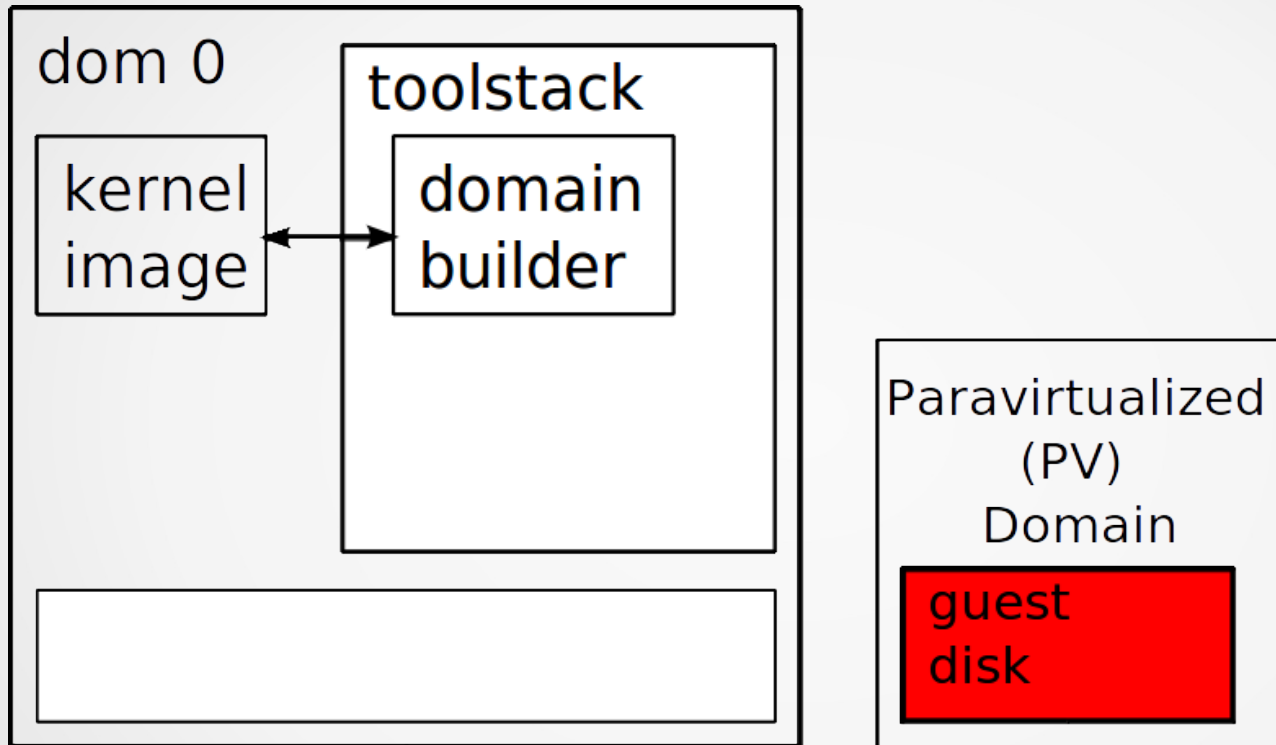 dom 0
toolstack
kernel
image
domain
builder
Paravirtualized
(PV)
Domain
guest
disk